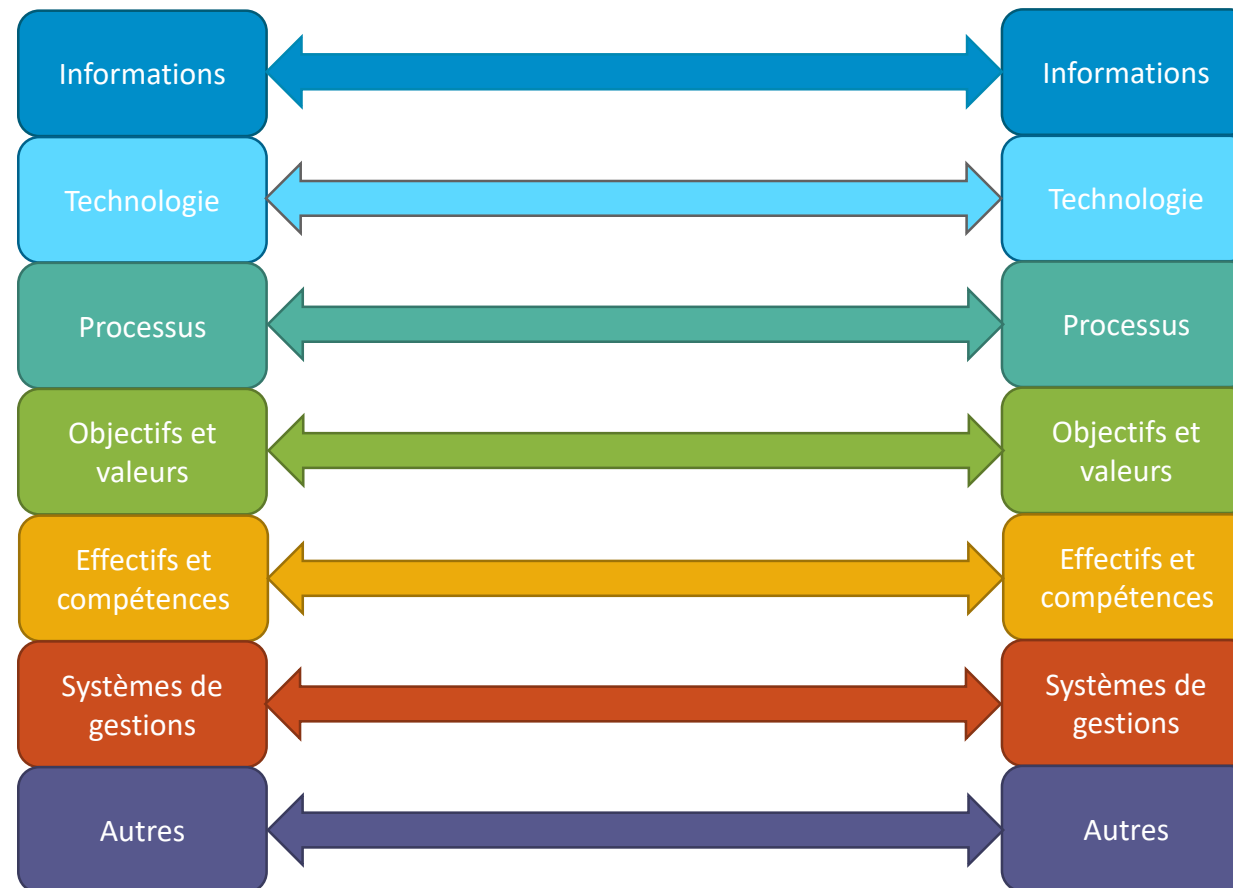 Informations
Informations
Technologie
Technologie
Processus
Processus
Objectifs et
valeurs
Objectifs et
valeurs
Effectifs et
compétences
Effectifs et
compétences
Systèmes de
gestions
Systèmes de
gestions
Autres
Autres